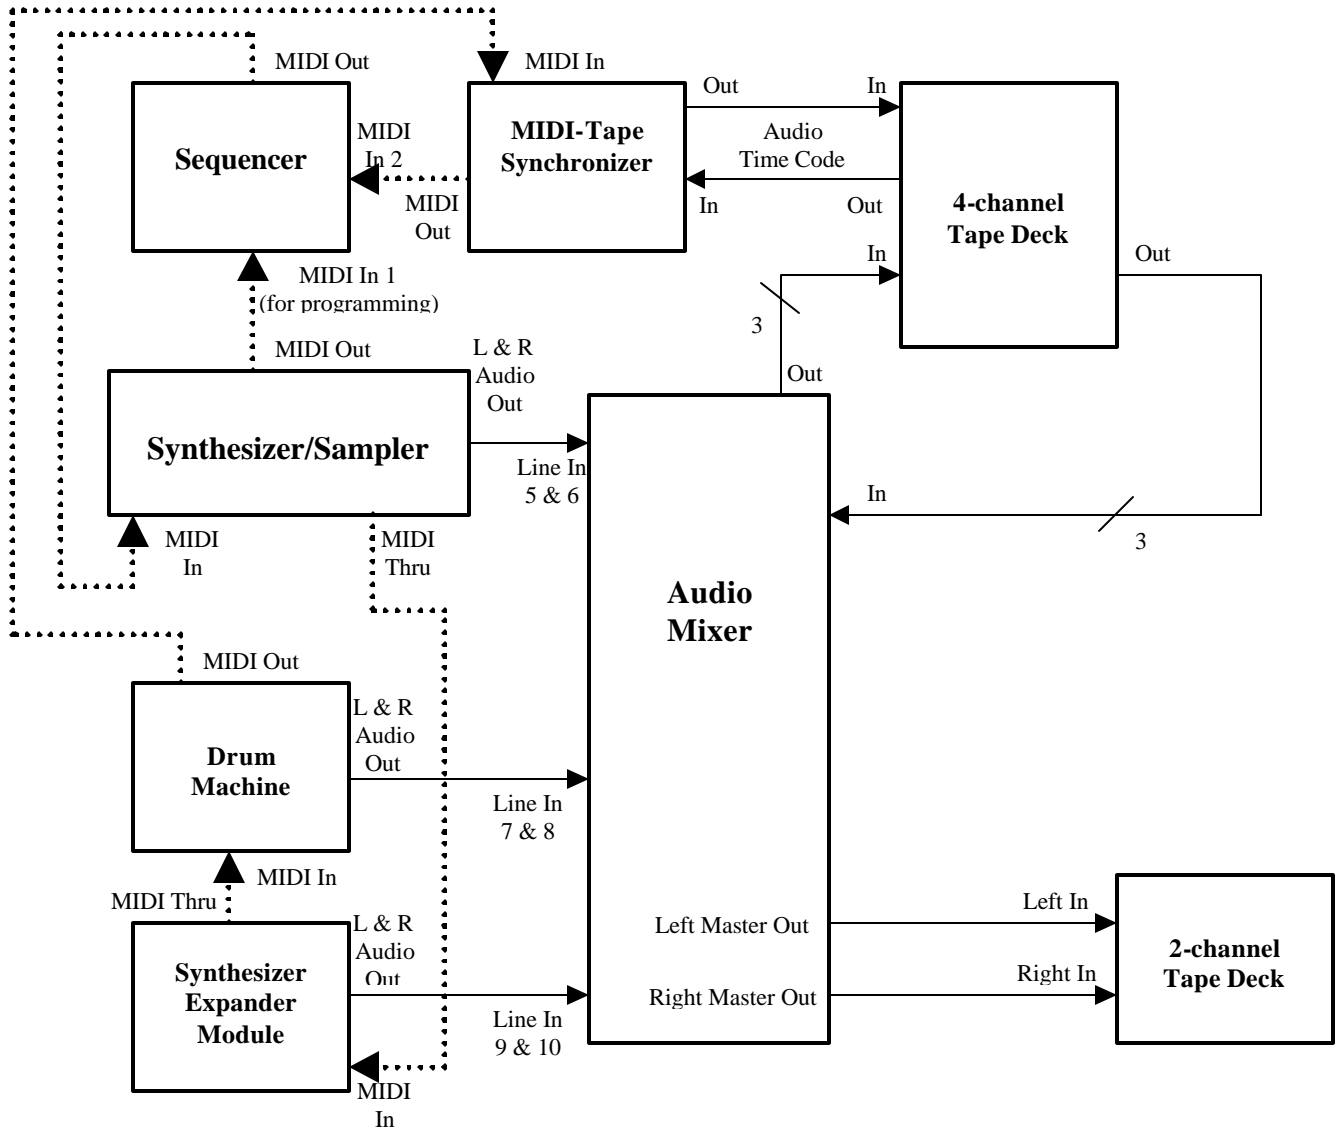 MIDI Out
MIDI In
Out
In
MIDI
In 2
Sequencer
MIDI-Tape
Synchronizer
Audio
Time Code
MIDI
Out
In
Out
4-channel
Tape Deck
In
Out
MIDI In 1
(for programming)
3
MIDI Out
L & R
Audio
Out
Out
Synthesizer/Sampler
Line In
5 & 6
In
3
MIDI
In
MIDI
Thru
Audio
Mixer
MIDI Out
L & R
Audio
Out
Drum
Machine
Line In
7 & 8
MIDI In
MIDI Thru
L & R
Audio
Out
Left Master Out
Left In
2-channel
Tape Deck
Synthesizer
Expander
Module
Right Master Out
Right In
Line In
9 & 10
MIDI
In